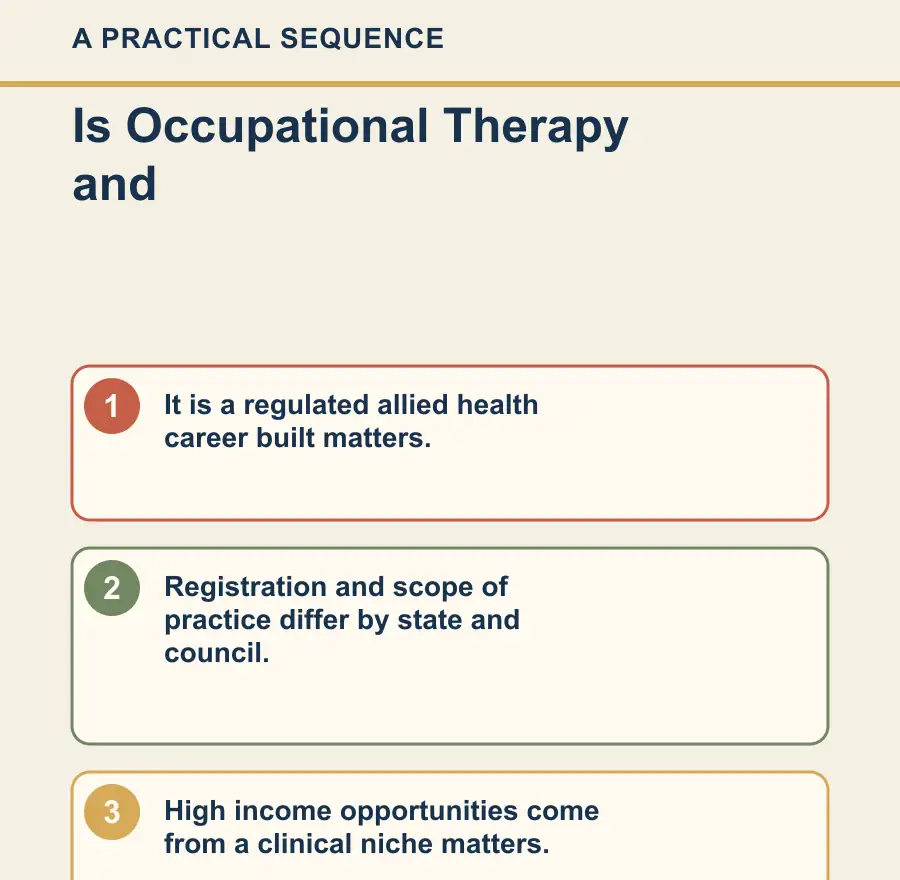 A PRACTICAL SEQUENCE
Is Occupational Therapy
and
1
It is a regulated allied health
career built matters.
2
Registration and scope of
practice differ by state and
council.
3
High income opportunities come
from a clinical niche matters.